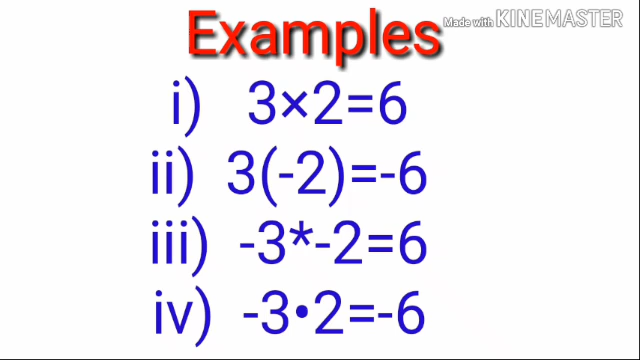 Examples
Made with KINEMASTER
i) 3×2=6
ii) 3(-2)=-6
iii) -3*-2=6
iv) -3•2=-6